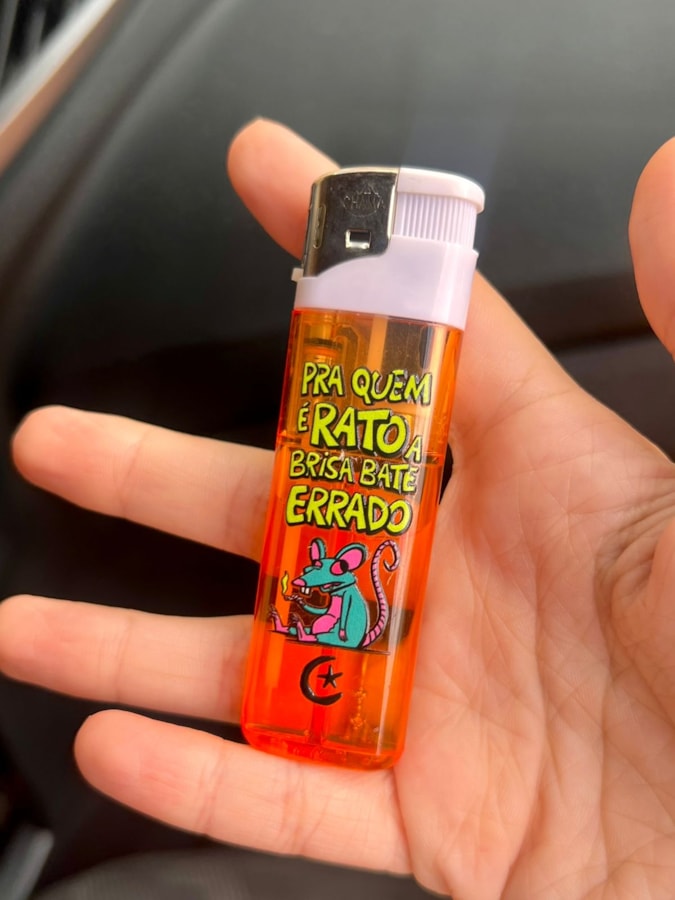 PRA QUEM
É RATO A
BRISA BATE
ERRADO